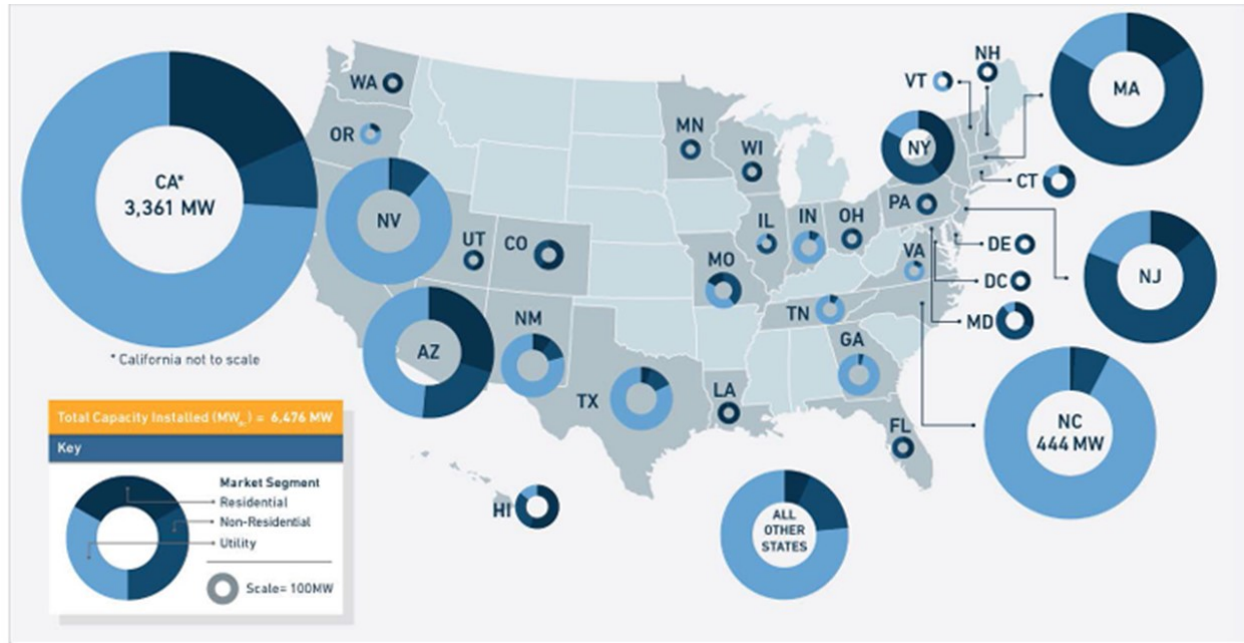 CA*
3,361 MW
* California not to scale
WA
OR
NV
UT
CO
AZ
NM
TX
MN
WI
IL
IN
OH
MO
TN
LA
GA
FL
HI
NY
PA
VT
NH
MA
CT
NJ
DE
DC
MD
VA
NC
444 MW
ALL
OTHER
STATES
Total Capacity Installed (MWdc) = 6,476 MW
Key
Market Segment
Residential
Non-Residential
Utility
Scale= 100MW